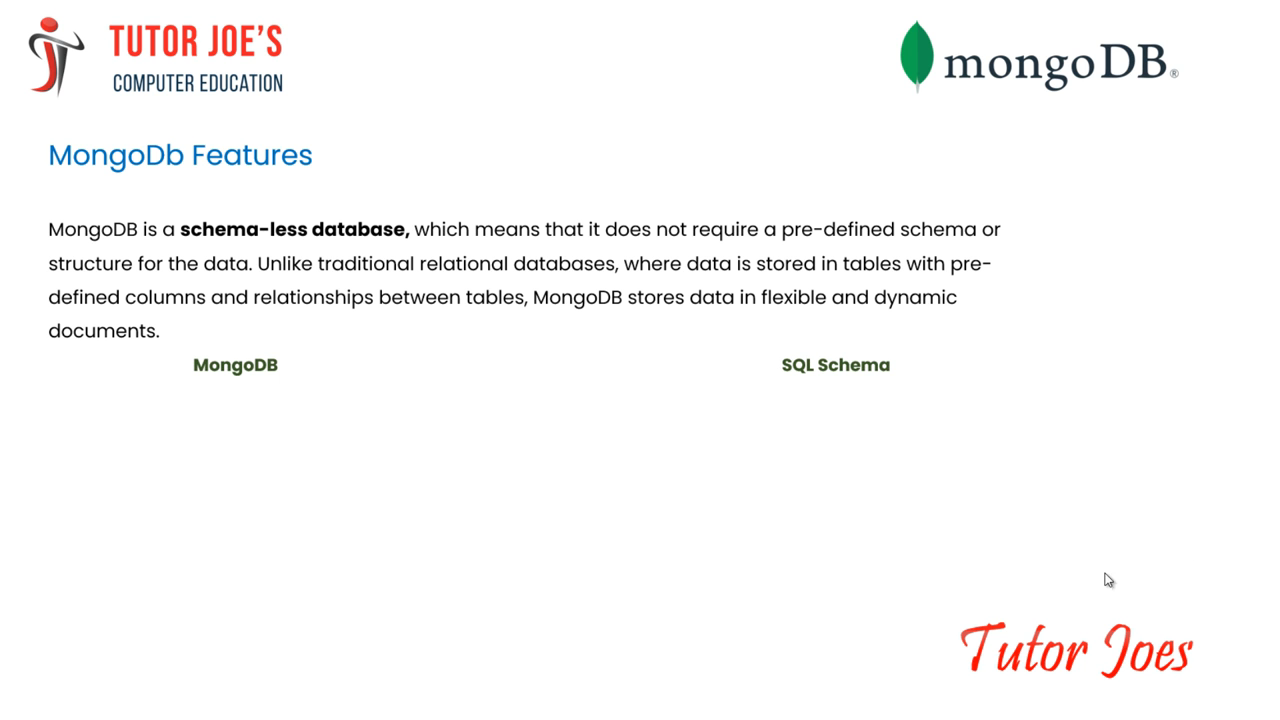 TUTOR JOE'S
COMPUTER EDUCATION
mongoDB®
MongoDb Features
MongoDB is a schema-less database, which means that it does not require a pre-defined schema or
structure for the data. Unlike traditional relational databases, where data is stored in tables with pre-
defined columns and relationships between tables, MongoDB stores data in flexible and dynamic
documents.
MongoDB
SQL Schema
Tutor Joes